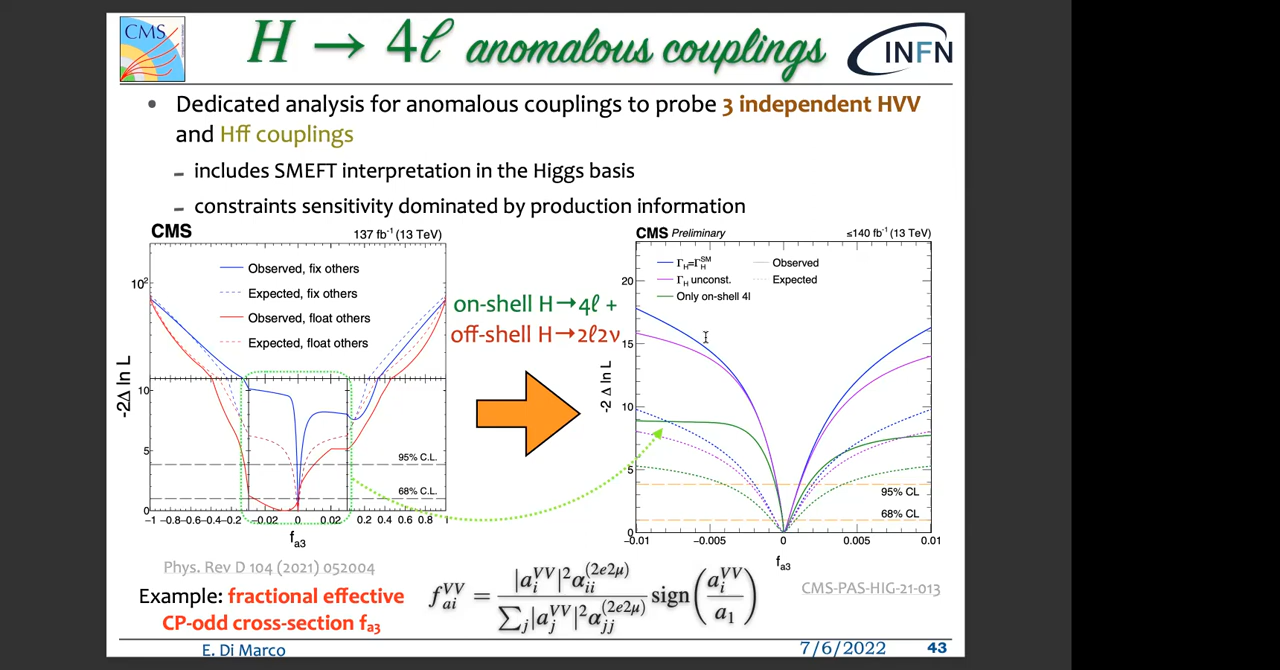 CMS
H → 4ℓ anomalous couplings
INFN
• Dedicated analysis for anomalous couplings to probe 3 independent HVV
and Hff couplings
– includes SMEFT interpretation in the Higgs basis
– constraints sensitivity dominated by production information
CMS 137 fb⁻¹ (13 TeV)
Observed, fix others
Expected, fix others
Observed, float others
Expected, float others
-2Δ ln L
10²
10
5
0
95% C.L.
68% C.L.
−1 −0.8 −0.6 −0.4 −0.2 −0.02 0 0.02 0.2 0.4 0.6 0.8 1
f_a3
on-shell H→4ℓ +
off-shell H→2ℓ2ν
CMS Preliminary ≤140 fb⁻¹ (13 TeV)
Γ_H=Γ_H^SM
Γ_H unconst.
Only on-shell 4l
Observed
Expected
-2 Δ ln L
20
15
10
5
0
95% CL
68% CL
−0.01 −0.005 0 0.005 0.01
f_a3
Phys. Rev D 104 (2021) 052004
CMS-PAS-HIG-21-013
Example: fractional effective
CP-odd cross-section f_a3
f_ai^VV = |a_i^VV|² α_ii^(2e2μ) / Σ_j |a_j^VV|² α_jj^(2e2μ) sign(a_i^VV / a_1)
E. Di Marco 7/6/2022 43